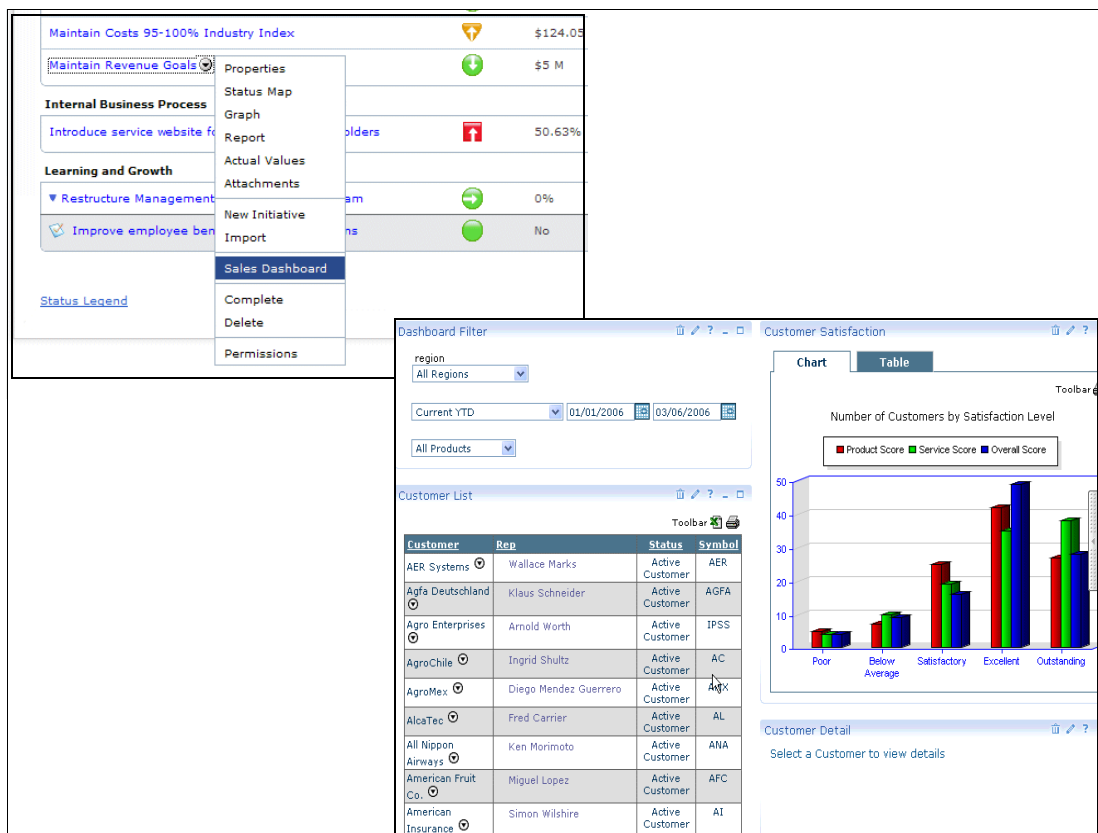 Maintain Costs 95-100% Industry Index $124.05
Maintain Revenue Goals $5 M
Properties
Status Map
Graph
Report
Actual Values
Attachments
New Initiative
Import
Sales Dashboard
Complete
Delete
Permissions
Internal Business Process
Introduce service website 50.63%
Learning and Growth
Restructure Management 0%
Improve employee No
Status Legend
Dashboard Filter
region
All Regions
Current YTD 01/01/2006 03/06/2006
All Products
Customer List
Toolbar
Customer Rep Status Symbol
AER Systems Wallace Marks Active Customer AER
Agfa Deutschland Klaus Schneider Active Customer AGFA
Agro Enterprises Arnold Worth Active Customer IPSS
AgroChile Ingrid Shultz Active Customer AC
AgroMex Diego Mendez Guerrero Active Customer
AlcaTec Fred Carrier Active Customer AL
All Nippon Airways Ken Morimoto Active Customer ANA
American Fruit Co. Miguel Lopez Active Customer AFC
American Insurance Simon Wilshire Active Customer AI
Customer Satisfaction
Chart Table
Toolbar
Number of Customers by Satisfaction Level
Product Score Service Score Overall Score
50
40
30
20
10
0
Poor Below Average Satisfactory Excellent Outstanding
Customer Detail
Select a Customer to view details